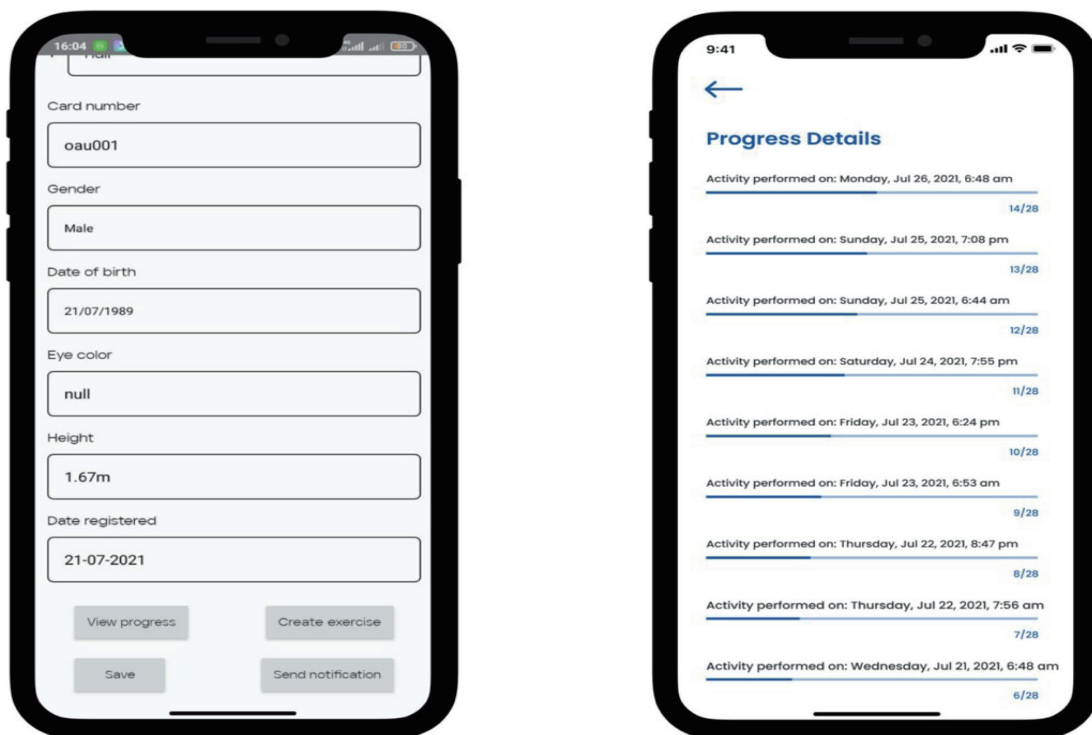 16:04
Card number
oau001
Gender
Male
Date of birth
21/07/1989
Eye color
null
Height
1.67m
Date registered
21-07-2021
View progress
Create exercise
Save
Send notification
9:41
Progress Details
Activity performed on: Monday, Jul 26, 2021, 6:48 am
14/28
Activity performed on: Sunday, Jul 25, 2021, 7:08 pm
13/28
Activity performed on: Sunday, Jul 25, 2021, 6:44 am
12/28
Activity performed on: Saturday, Jul 24, 2021, 7:55 pm
11/28
Activity performed on: Friday, Jul 23, 2021, 6:24 pm
10/28
Activity performed on: Friday, Jul 23, 2021, 6:53 am
9/28
Activity performed on: Thursday, Jul 22, 2021, 8:47 pm
8/28
Activity performed on: Thursday, Jul 22, 2021, 7:56 am
7/28
Activity performed on: Wednesday, Jul 21, 2021, 6:48 am
6/28